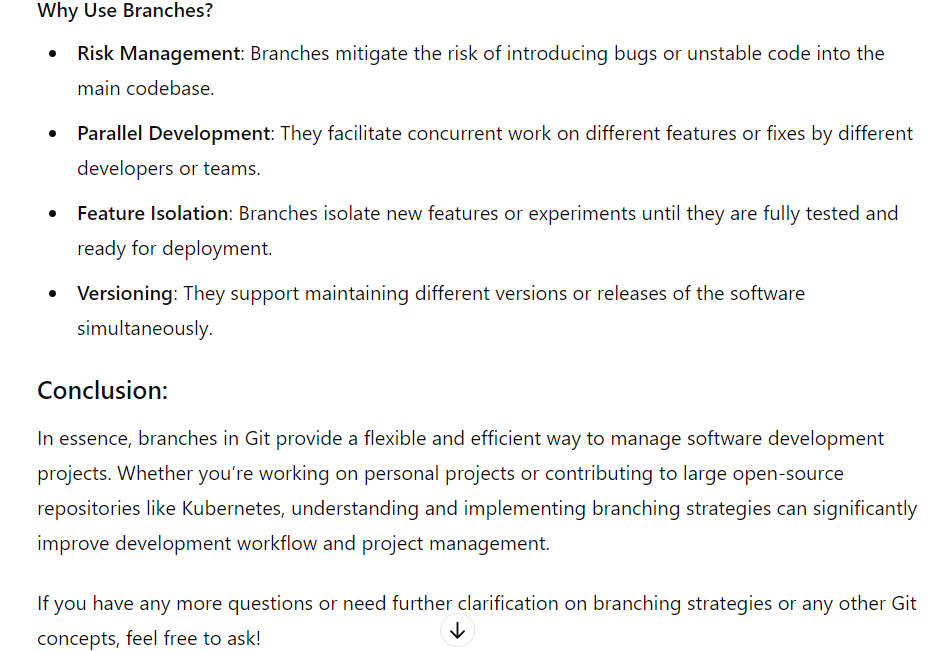 Why Use Branches?
• Risk Management: Branches mitigate the risk of introducing bugs or unstable code into the
main codebase.
• Parallel Development: They facilitate concurrent work on different features or fixes by different
developers or teams.
• Feature Isolation: Branches isolate new features or experiments until they are fully tested and
ready for deployment.
• Versioning: They support maintaining different versions or releases of the software
simultaneously.
Conclusion:
In essence, branches in Git provide a flexible and efficient way to manage software development
projects. Whether you’re working on personal projects or contributing to large open-source
repositories like Kubernetes, understanding and implementing branching strategies can significantly
improve development workflow and project management.
If you have any more questions or need further clarification on branching strategies or any other Git
concepts, feel free to ask!